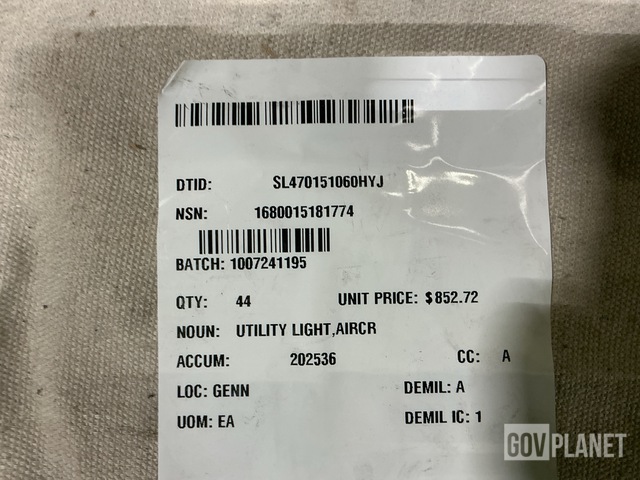 DTID: SL470151060HYJ
NSN: 1680015181774
BATCH: 1007241195
QTY: 44 UNIT PRICE: $852.72
NOUN: UTILITY LIGHT,AIRCR
ACCUM: 202536 CC: A
LOC: GENN DEMIL: A
UOM: EA DEMIL IC: 1
GOVPLANET